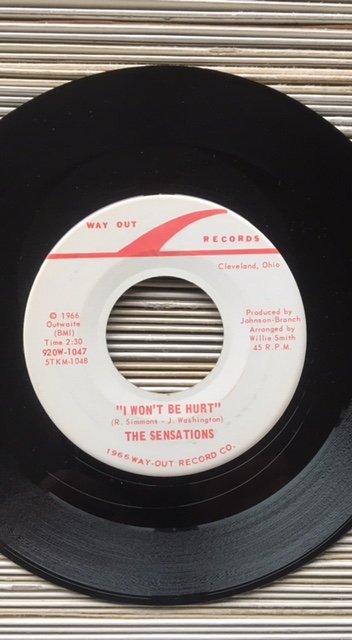 WAY OUT
RECORDS
Cleveland, Ohio
© 1966
Outwaite
(BMI)
Time 2:30
920W-1047
5TKM-1048
Produced by
Johnson-Branch
Arranged by
Willie Smith
45 R.P.M.
"I WON'T BE HURT"
(R. Simmons - J. Washington)
THE SENSATIONS
1966 WAY-OUT RECORD CO.